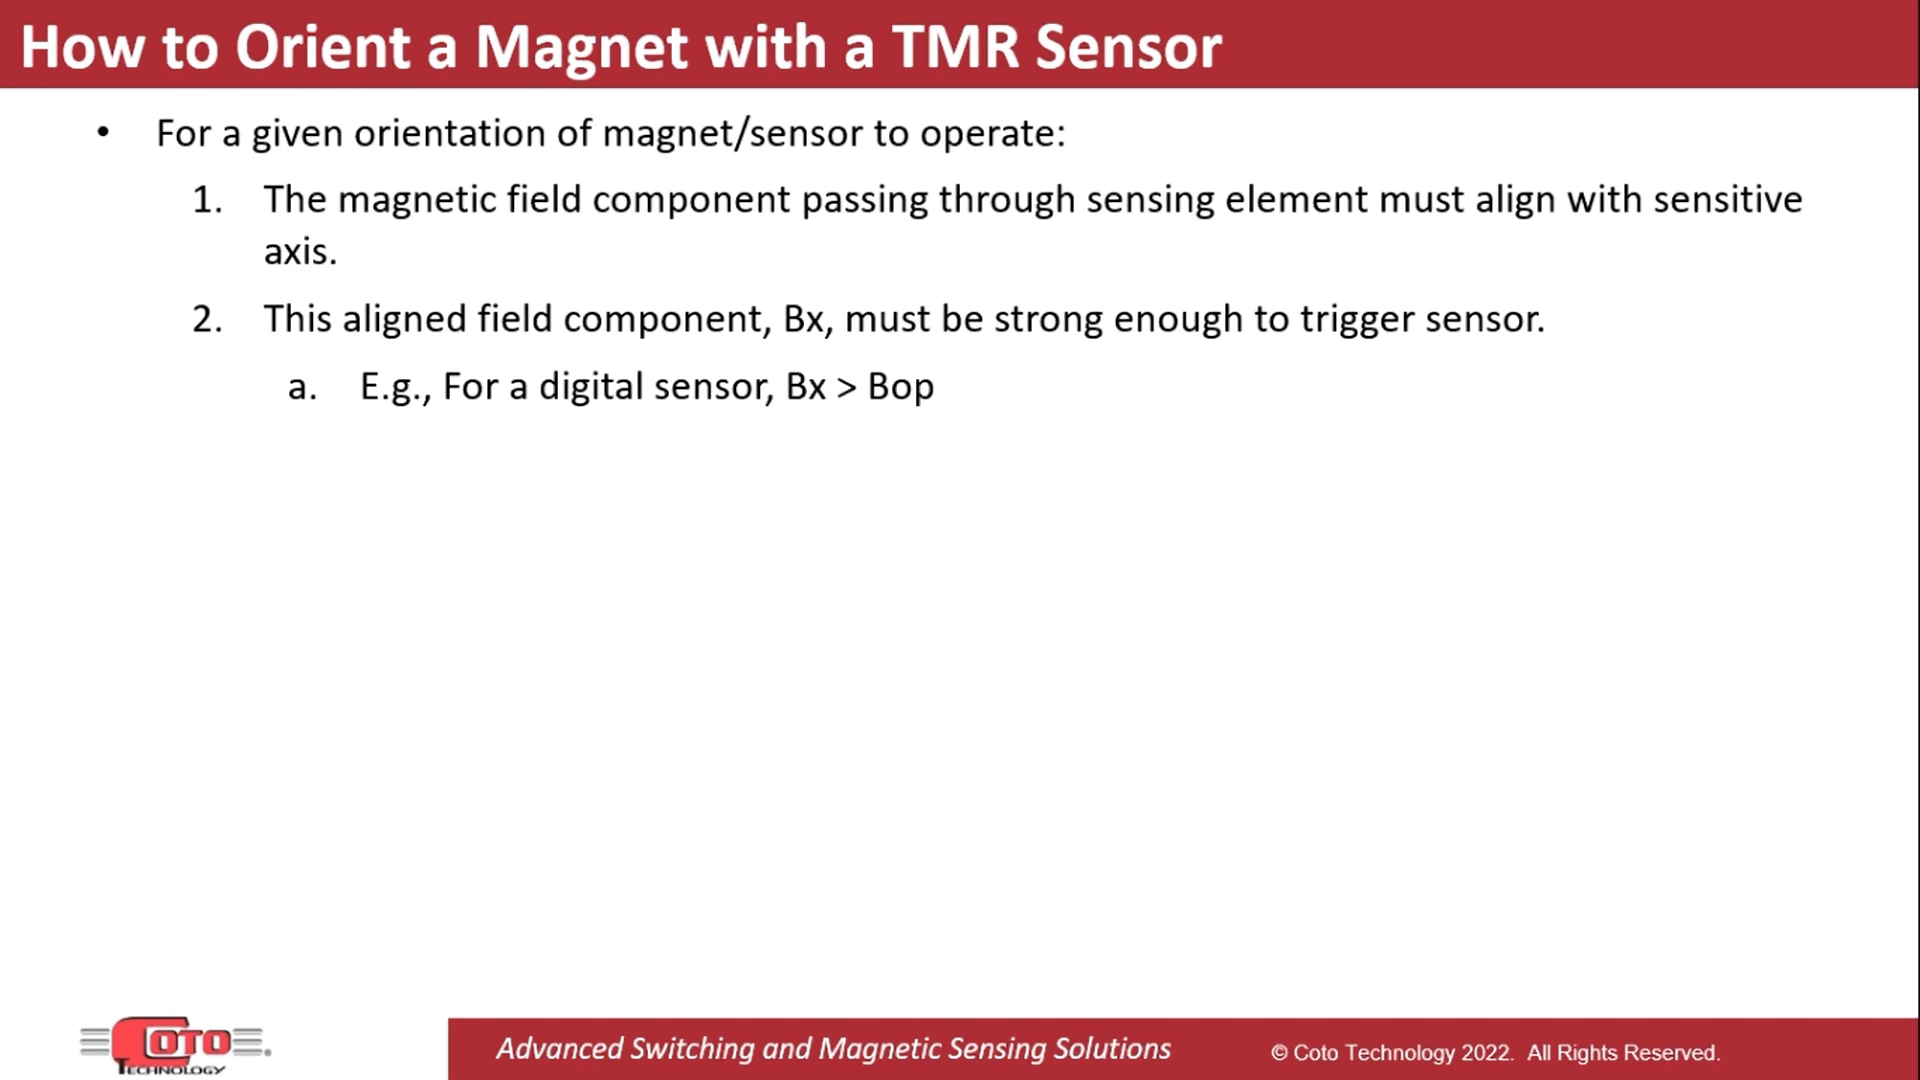 How to Orient a Magnet with a TMR Sensor
• For a given orientation of magnet/sensor to operate:
1. The magnetic field component passing through sensing element must align with sensitive
axis.
2. This aligned field component, Bx, must be strong enough to trigger sensor.
a. E.g., For a digital sensor, Bx > Bop
COTO
TECHNOLOGY
Advanced Switching and Magnetic Sensing Solutions
© Coto Technology 2022. All Rights Reserved.